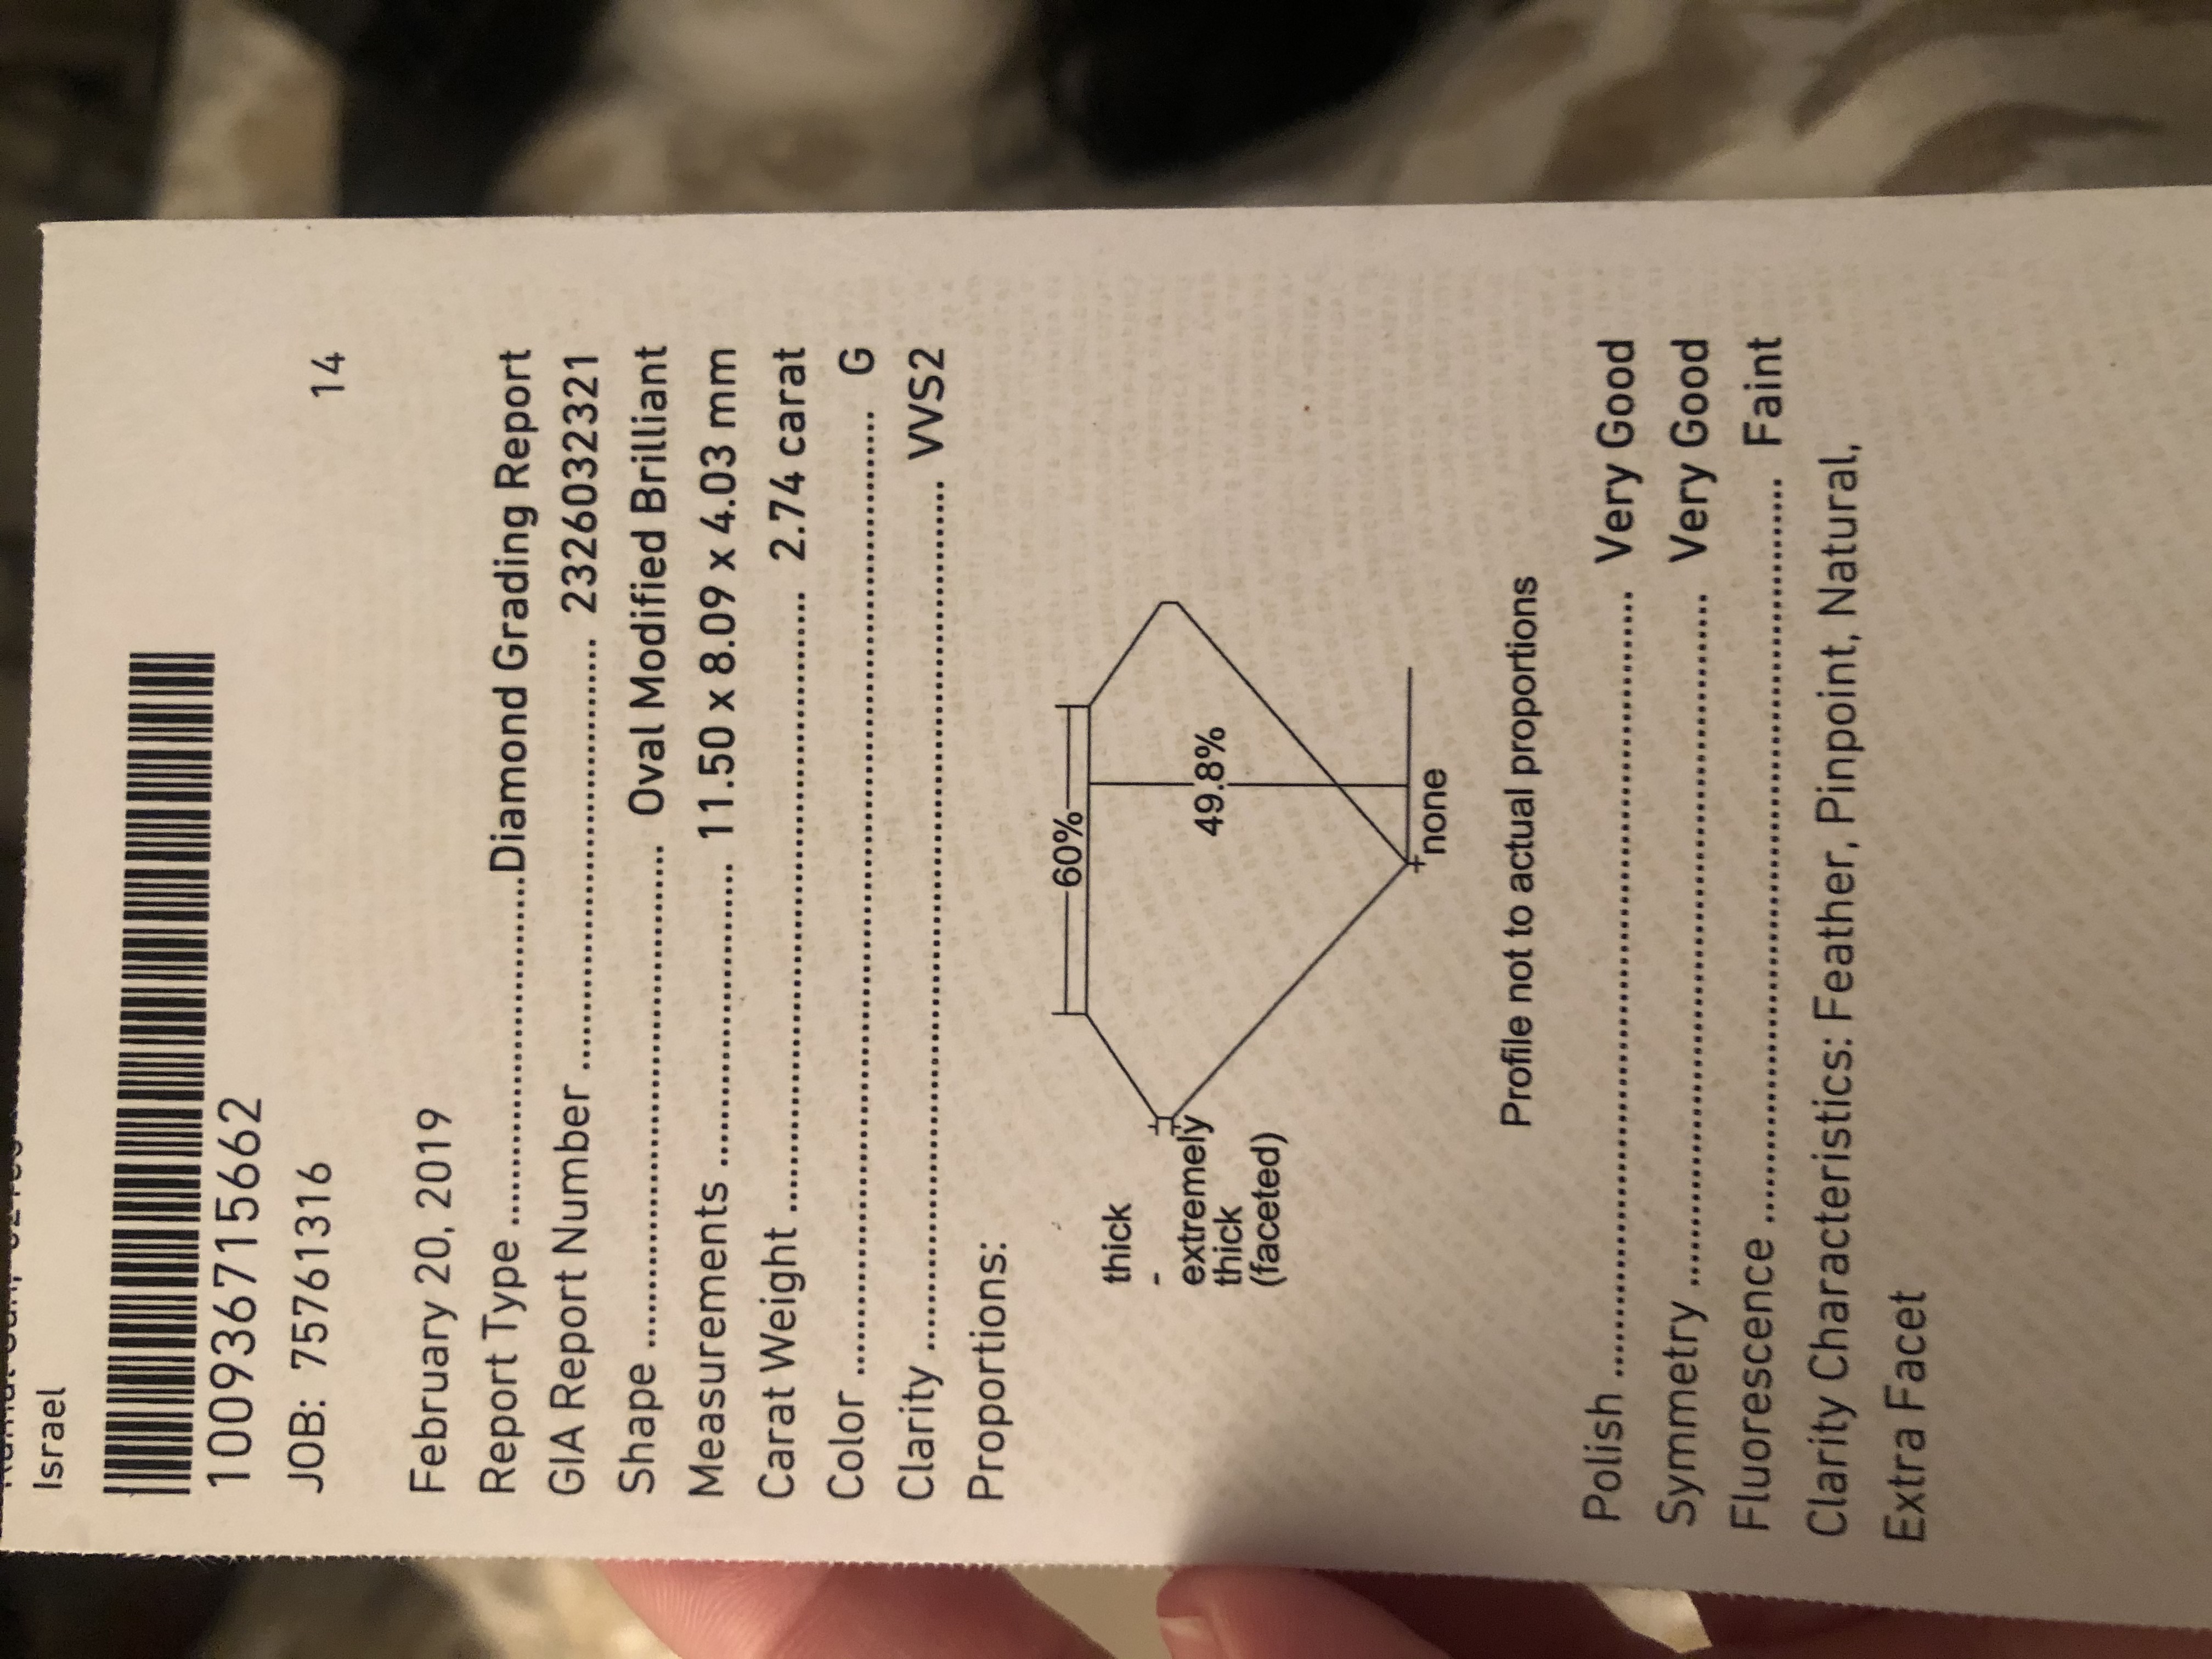 Israel
100936715662
JOB: 75761316 14
February 20, 2019
Report Type ..............................Diamond Grading Report
GIA Report Number ..................................... 2326032321
Shape ........................................... Oval Modified Brilliant
Measurements .......................... 11.50 x 8.09 x 4.03 mm
Carat Weight ..................................................... 2.74 carat
Color .................................................................................. G
Clarity .......................................................................... VVS2
Proportions:
60%
thick
-
extremely
thick
(faceted)
49.8%
none
Profile not to actual proportions
Polish ................................................................... Very Good
Symmetry ........................................................... Very Good
Fluorescence ............................................................... Faint
Clarity Characteristics: Feather, Pinpoint, Natural,
Extra Facet